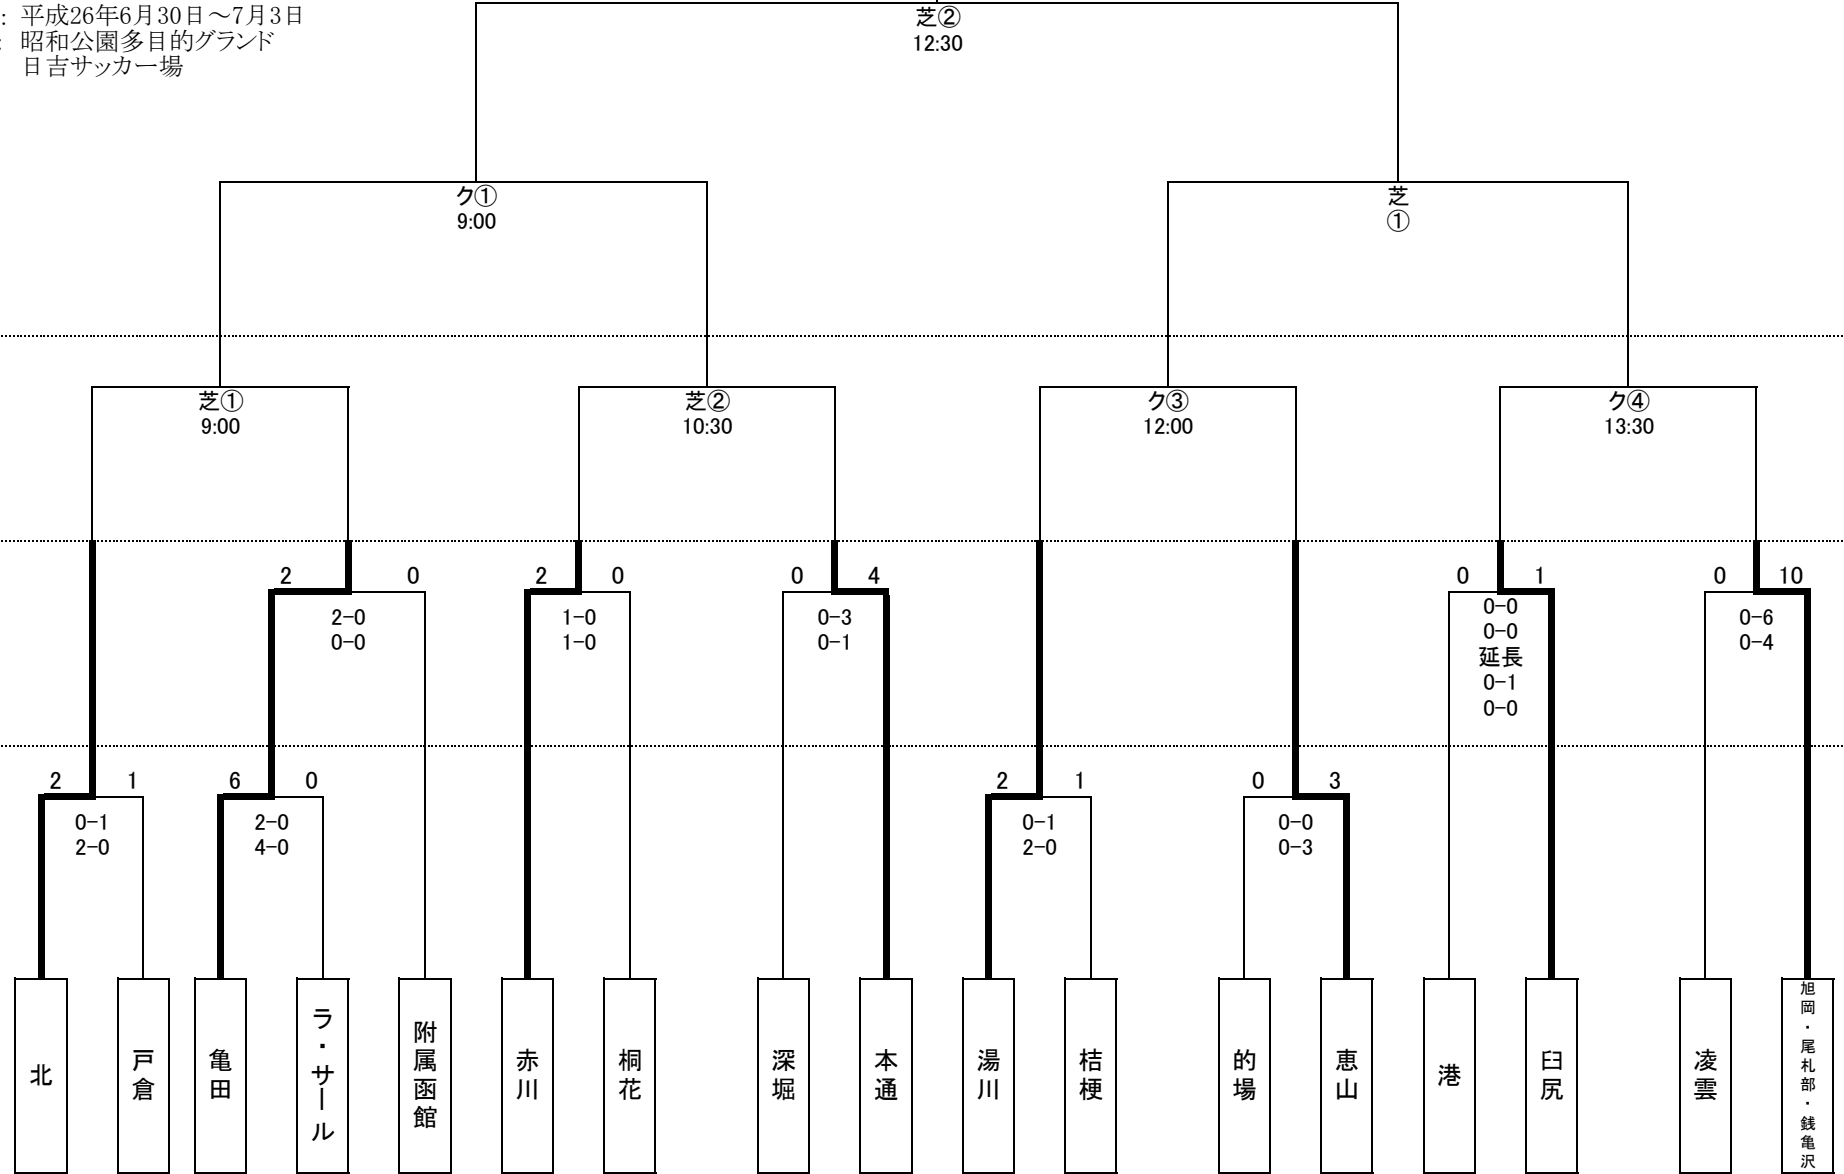 : 平成26年6月30日～7月3日
: 昭和公園多目的グランド
日吉サッカー場
芝②
12:30
ク①
9:00
芝
①
芝①
9:00
芝②
10:30
ク③
12:00
ク④
13:30
2 0
2-0
0-0
2 0
1-0
1-0
0 4
0-3
0-1
0 1
0-0
0-0
延長
0-1
0-0
0 10
0-6
0-4
2 1
0-1
2-0
6 0
2-0
4-0
2 1
0-1
2-0
0 3
0-0
0-3
北
戸倉
亀田
ラ・サール
附属函館
赤川
桐花
深堀
本通
湯川
桔梗
的場
恵山
港
臼尻
凌雲
旭岡・尾札部・銭亀沢